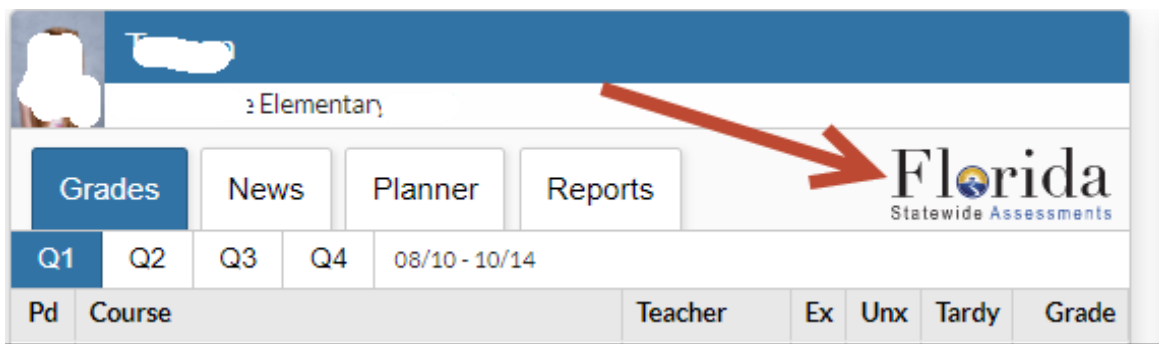 Elementary
Grades News Planner Reports
Florida
Statewide Assessments
Q1 Q2 Q3 Q4 08/10 - 10/14
Pd Course Teacher Ex Unx Tardy Grade